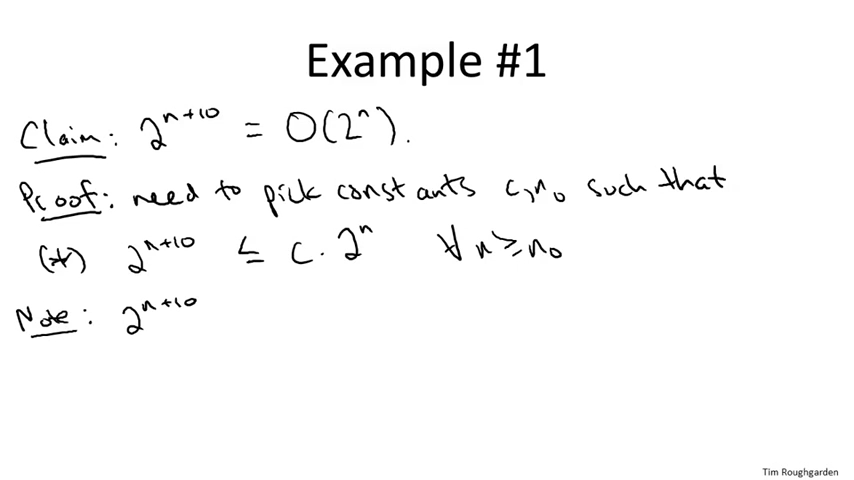 Example #1
Claim: 2^{n+10} = O(2^n).
Proof: need to pick constants c, n₀ such that
(*) 2^{n+10} ≤ c · 2^n ∀ n ≥ n₀
Note: 2^{n+10}
Tim Roughgarden